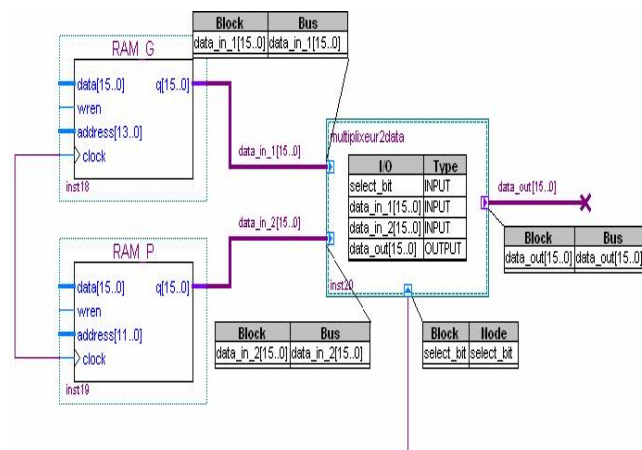 Block Bus
data_in_1[15..0] data_in_1[15..0]
RAM_G
data[15..0] q[15..0]
wren
address[13..0]
clock
inst18
data_in_1[15..0]
multiplixeur2data
I/O Type
select_bit INPUT
data_in_1[15..0] INPUT
data_in_2[15..0] INPUT
data_out[15..0] OUTPUT
inst20
data_out[15..0]
Block Bus
data_out[15..0] data_out[15..0]
data_in_2[15..0]
RAM_P
data[15..0] q[15..0]
wren
address[11..0]
clock
inst19
Block Bus
data_in_2[15..0] data_in_2[15..0]
Block Node
select_bit select_bit